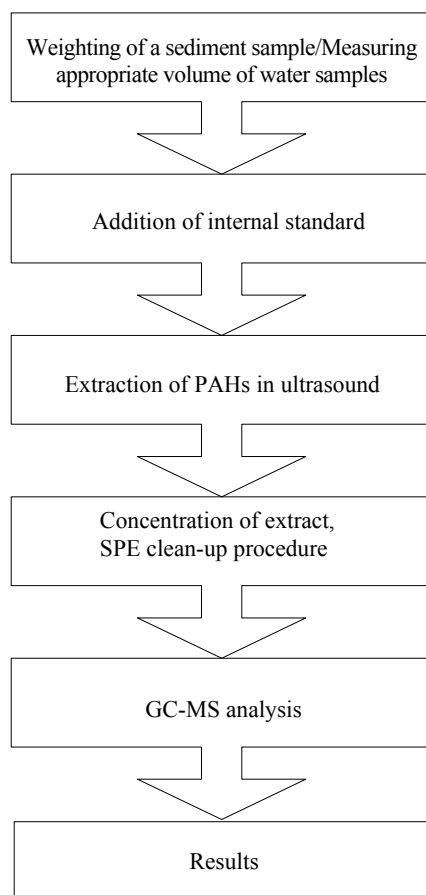 Weighting of a sediment sample/Measuring
appropriate volume of water samples
Addition of internal standard
Extraction of PAHs in ultrasound
Concentration of extract,
SPE clean-up procedure
GC-MS analysis
Results